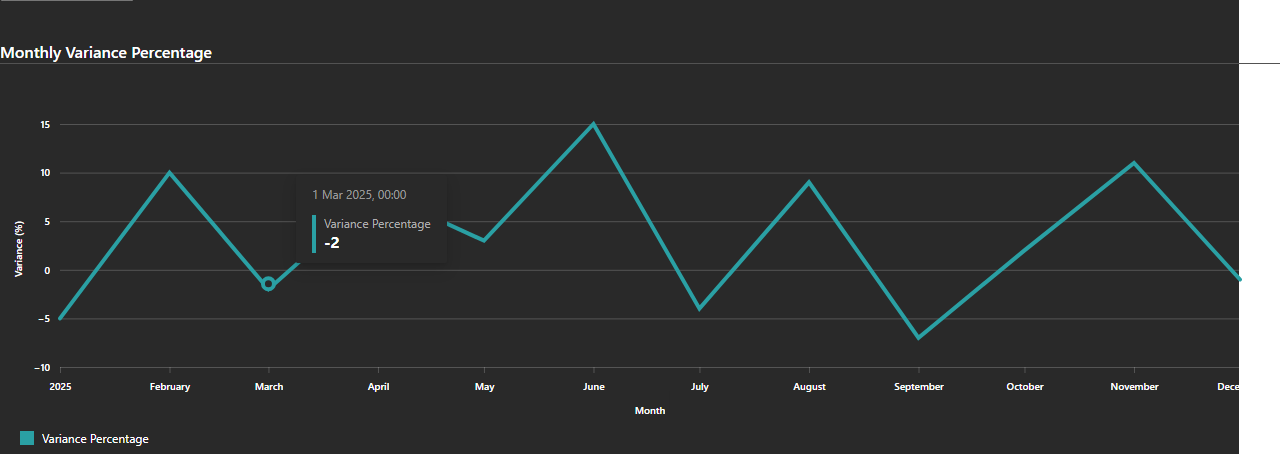 Monthly Variance Percentage
15
10
5
0
−5
−10
Variance (%)
1 Mar 2025, 00:00
Variance Percentage
-2
2025 February March April May June July August September October November Dece
Month
Variance Percentage